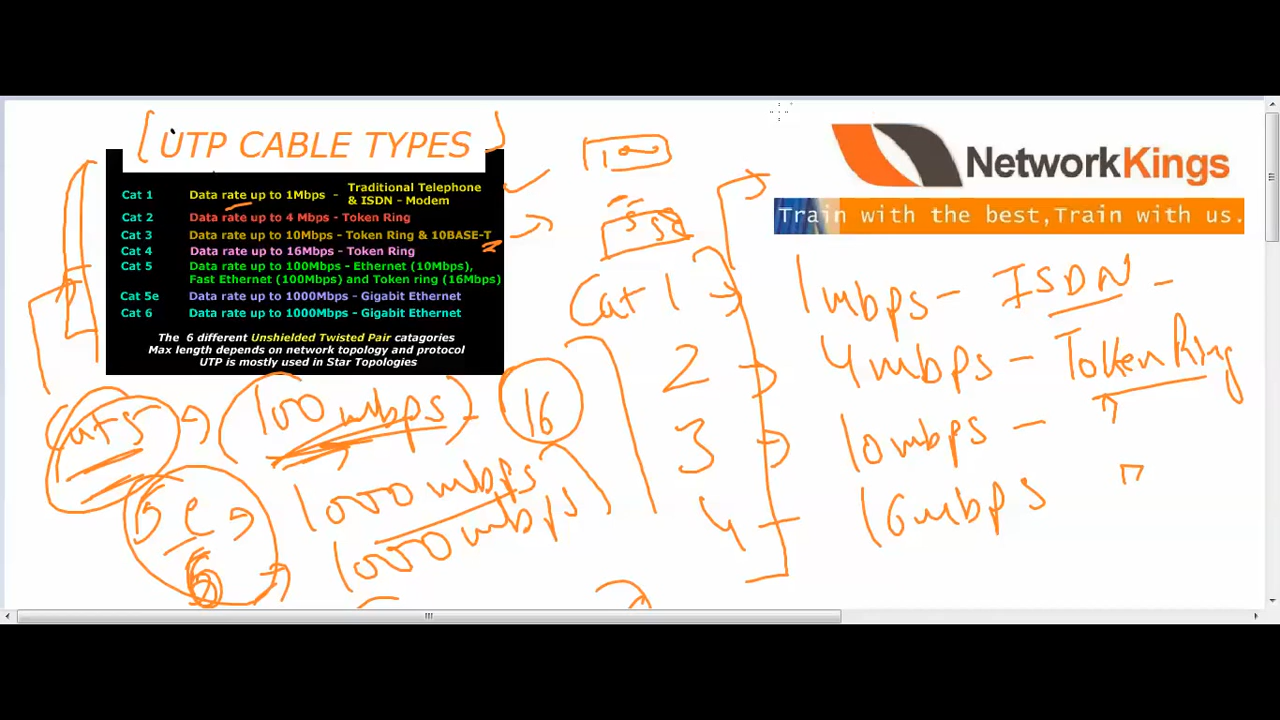 UTP CABLE TYPES
Cat 1 Data rate up to 1Mbps - Traditional Telephone & ISDN - Modem
Cat 2 Data rate up to 4 Mbps - Token Ring
Cat 3 Data rate up to 10Mbps - Token Ring & 10BASE-T
Cat 4 Data rate up to 16Mbps - Token Ring
Cat 5 Data rate up to 100Mbps - Ethernet (10Mbps),
Fast Ethernet (100Mbps) and Token ring (16Mbps)
Cat 5e Data rate up to 1000Mbps - Gigabit Ethernet
Cat 6 Data rate up to 1000Mbps - Gigabit Ethernet
The 6 different Unshielded Twisted Pair catagories
Max length depends on network topology and protocol
UTP is mostly used in Star Topologies
NetworkKings
Train with the best,Train with us.
Cat 1 1mbps - ISDN -
2 4mbps - Token Ring
3 10mbps -
4 16mbps
Cat 5 100mbps - 16
5e 1000mbps
6 1000mbps